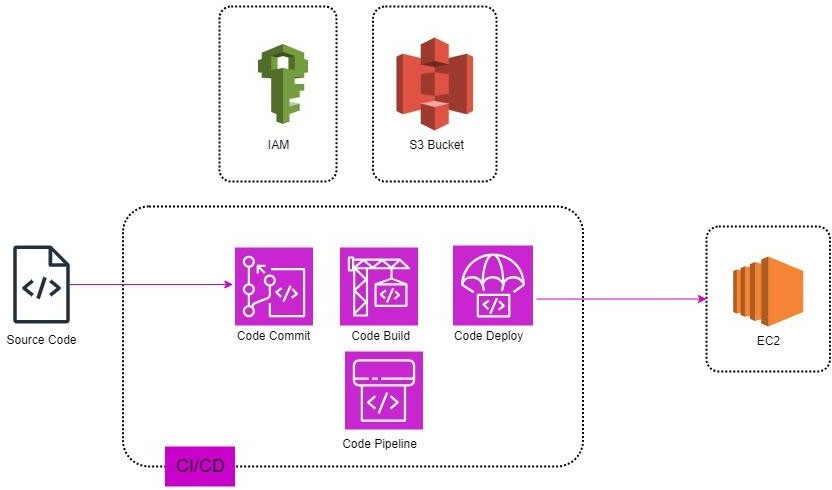 IAM
S3 Bucket
Source Code
Code Commit
Code Build
Code Deploy
EC2
Code Pipeline
CI/CD